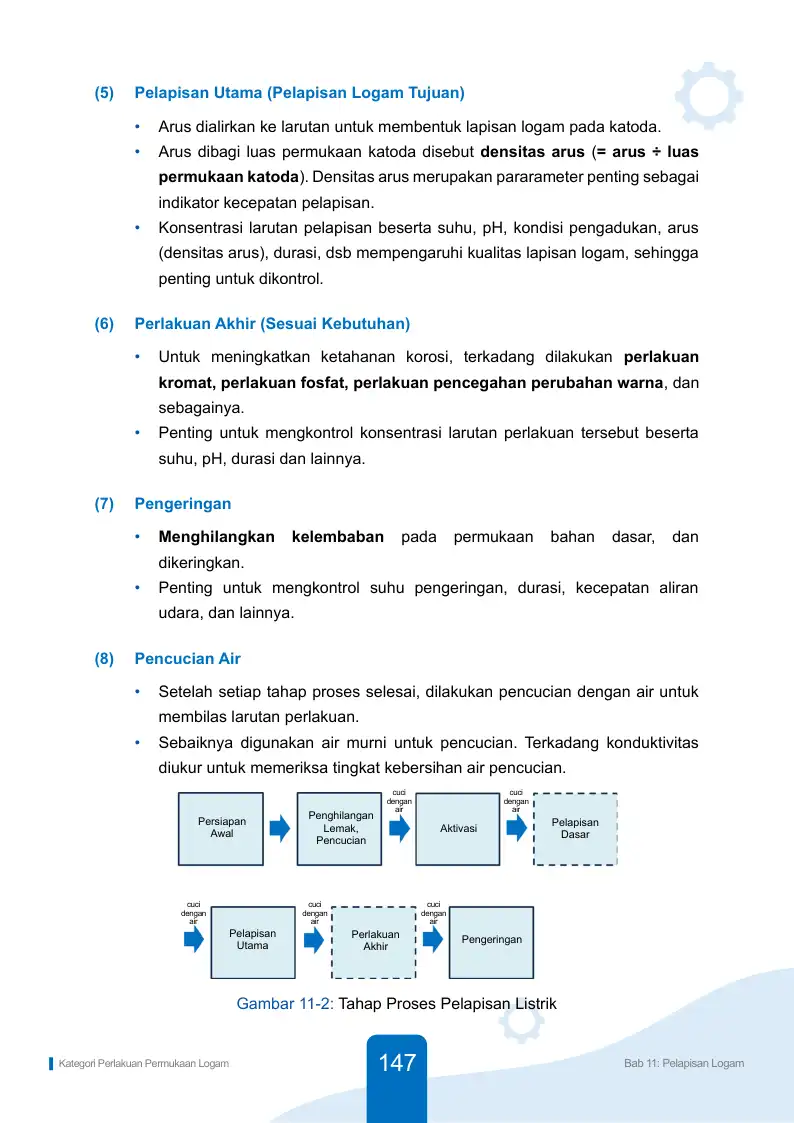 (5) Pelapisan Utama (Pelapisan Logam Tujuan)
• Arus dialirkan ke larutan untuk membentuk lapisan logam pada katoda.
• Arus dibagi luas permukaan katoda disebut densitas arus (= arus ÷ luas
permukaan katoda). Densitas arus merupakan pararameter penting sebagai
indikator kecepatan pelapisan.
• Konsentrasi larutan pelapisan beserta suhu, pH, kondisi pengadukan, arus
(densitas arus), durasi, dsb mempengaruhi kualitas lapisan logam, sehingga
penting untuk dikontrol.
(6) Perlakuan Akhir (Sesuai Kebutuhan)
• Untuk meningkatkan ketahanan korosi, terkadang dilakukan perlakuan
kromat, perlakuan fosfat, perlakuan pencegahan perubahan warna, dan
sebagainya.
• Penting untuk mengkontrol konsentrasi larutan perlakuan tersebut beserta
suhu, pH, durasi dan lainnya.
(7) Pengeringan
• Menghilangkan kelembaban pada permukaan bahan dasar, dan
dikeringkan.
• Penting untuk mengkontrol suhu pengeringan, durasi, kecepatan aliran
udara, dan lainnya.
(8) Pencucian Air
• Setelah setiap tahap proses selesai, dilakukan pencucian dengan air untuk
membilas larutan perlakuan.
• Sebaiknya digunakan air murni untuk pencucian. Terkadang konduktivitas
diukur untuk memeriksa tingkat kebersihan air pencucian.
Persiapan
Awal
Penghilangan
Lemak,
Pencucian
cuci
dengan
air
Aktivasi
cuci
dengan
air
Pelapisan
Dasar
cuci
dengan
air
Pelapisan
Utama
cuci
dengan
air
Perlakuan
Akhir
cuci
dengan
air
Pengeringan
Gambar 11-2: Tahap Proses Pelapisan Listrik
Kategori Perlakuan Permukaan Logam
147
Bab 11: Pelapisan Logam